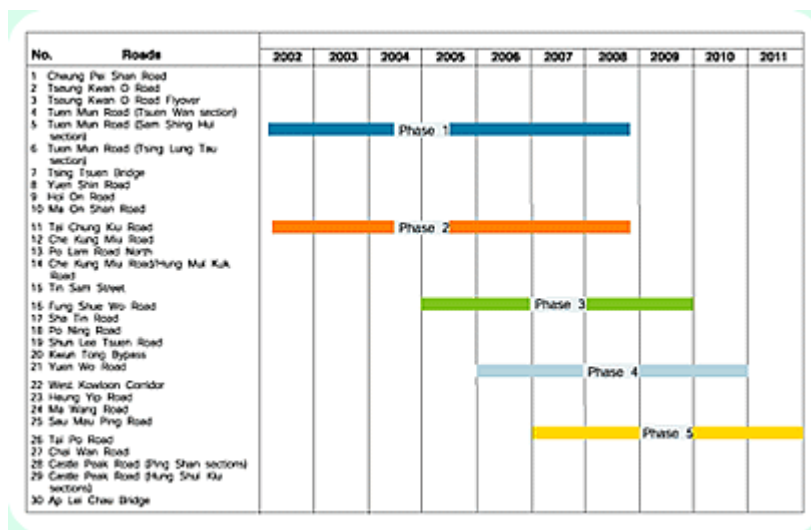 No. Roads 2002 2003 2004 2005 2006 2007 2008 2009 2010 2011
1 Cheung Pei Shan Road
2 Tseung Kwan O Road
3 Tseung Kwan O Road Flyover
4 Tuen Mun Road (Tsuen Wan section)
5 Tuen Mun Road (Sam Shing Hui
section)
Phase 1
6 Tuen Mun Road (Tsing Lung Tau
section)
7 Tsing Tsuen Bridge
8 Yuen Shin Road
9 Hoi On Road
10 Ma On Shan Road
11 Tai Chung Kiu Road
Phase 2
12 Che Kung Miu Road
13 Po Lam Road North
14 Che Kung Miu Road/Hung Mui Kuk
Road
15 Tin Sam Street
16 Fung Shue Wo Road
Phase 3
17 Sha Tin Road
18 Po Ning Road
19 Shun Lee Tsuen Road
20 Kwun Tong Bypass
21 Yuen Wo Road
Phase 4
22 West Kowloon Corridor
23 Heung Yip Road
24 Ma Wang Road
25 Sau Mau Ping Road
26 Tai Po Road
Phase 5
27 Chai Wan Road
28 Castle Peak Road (Ping Shan sections)
29 Castle Peak Road (Hung Shui Kiu
sections)
30 Ap Lei Chau Bridge